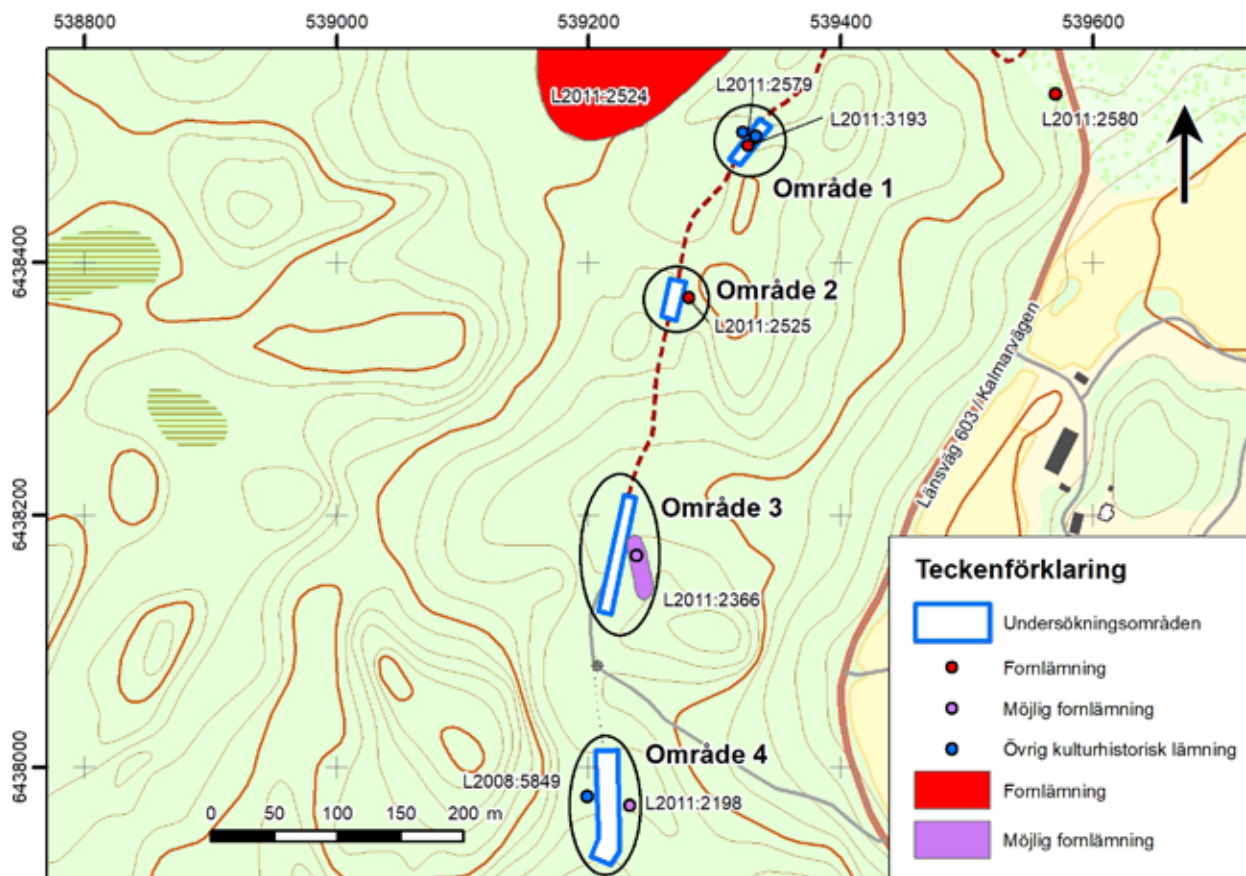 538800
539000
539200
539400
539600
6438400
6438200
6438000
L2011:2524
L2011:2579
L2011:3193
L2011:2580
Område 1
Område 2
L2011:2525
Länsväg 603 / Kalmarvägen
Område 3
L2011:2366
Område 4
L2008:5849
L2011:2198
0 50 100 150 200 m
Teckenförklaring
Undersökningsområden
Fornlämning
Möjlig fornlämning
Övrig kulturhistorisk lämning
Fornlämning
Möjlig fornlämning